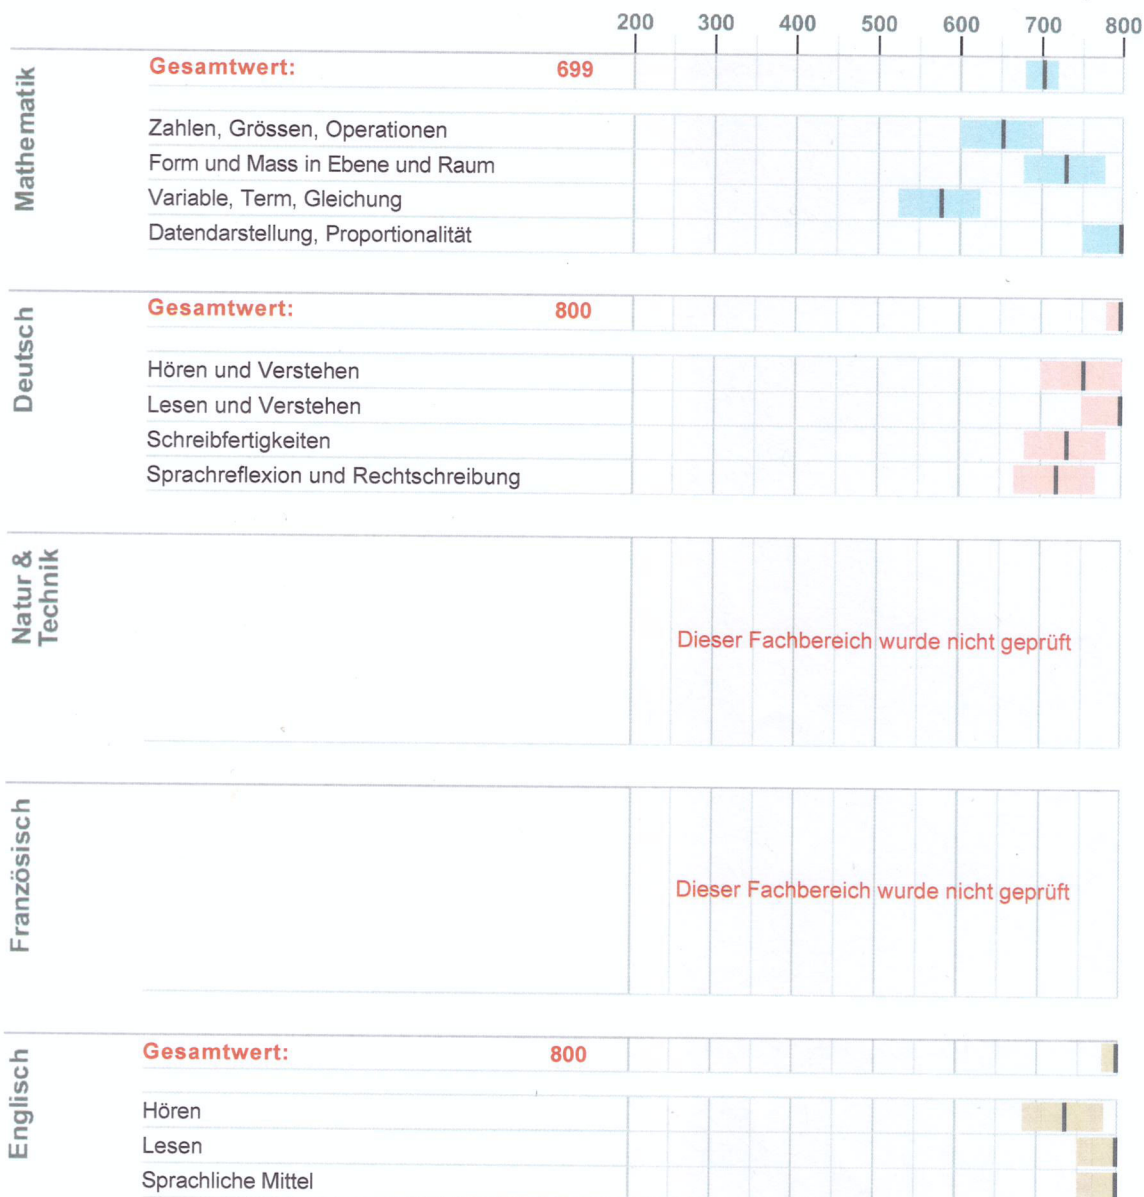 200 300 400 500 600 700 800
Mathematik
Gesamtwert: 699
Zahlen, Grössen, Operationen
Form und Mass in Ebene und Raum
Variable, Term, Gleichung
Datendarstellung, Proportionalität
Deutsch
Gesamtwert: 800
Hören und Verstehen
Lesen und Verstehen
Schreibfertigkeiten
Sprachreflexion und Rechtschreibung
Natur &
Technik
Dieser Fachbereich wurde nicht geprüft
Französisch
Dieser Fachbereich wurde nicht geprüft
Englisch
Gesamtwert: 800
Hören
Lesen
Sprachliche Mittel